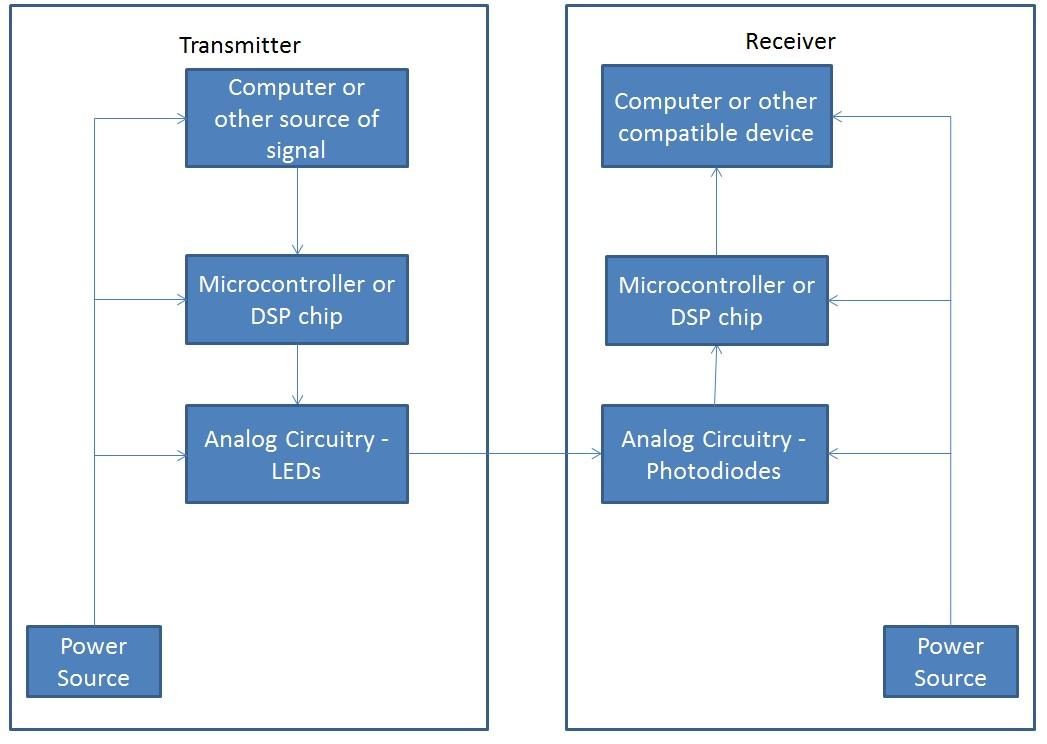 Transmitter
Computer or
other source of
signal
Microcontroller or
DSP chip
Analog Circuitry -
LEDs
Power
Source
Receiver
Computer or other
compatible device
Microcontroller or
DSP chip
Analog Circuitry -
Photodiodes
Power
Source